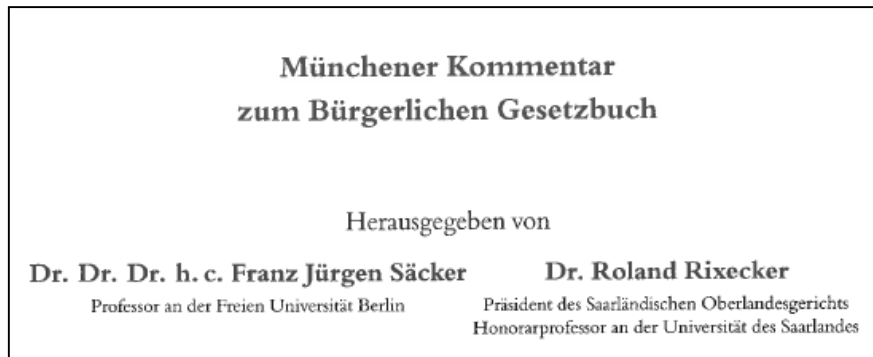 Münchener Kommentar
zum Bürgerlichen Gesetzbuch
Herausgegeben von
Dr. Dr. Dr. h. c. Franz Jürgen Säcker
Professor an der Freien Universität Berlin
Dr. Roland Rixecker
Präsident des Saarländischen Oberlandesgerichts
Honorarprofessor an der Universität des Saarlandes